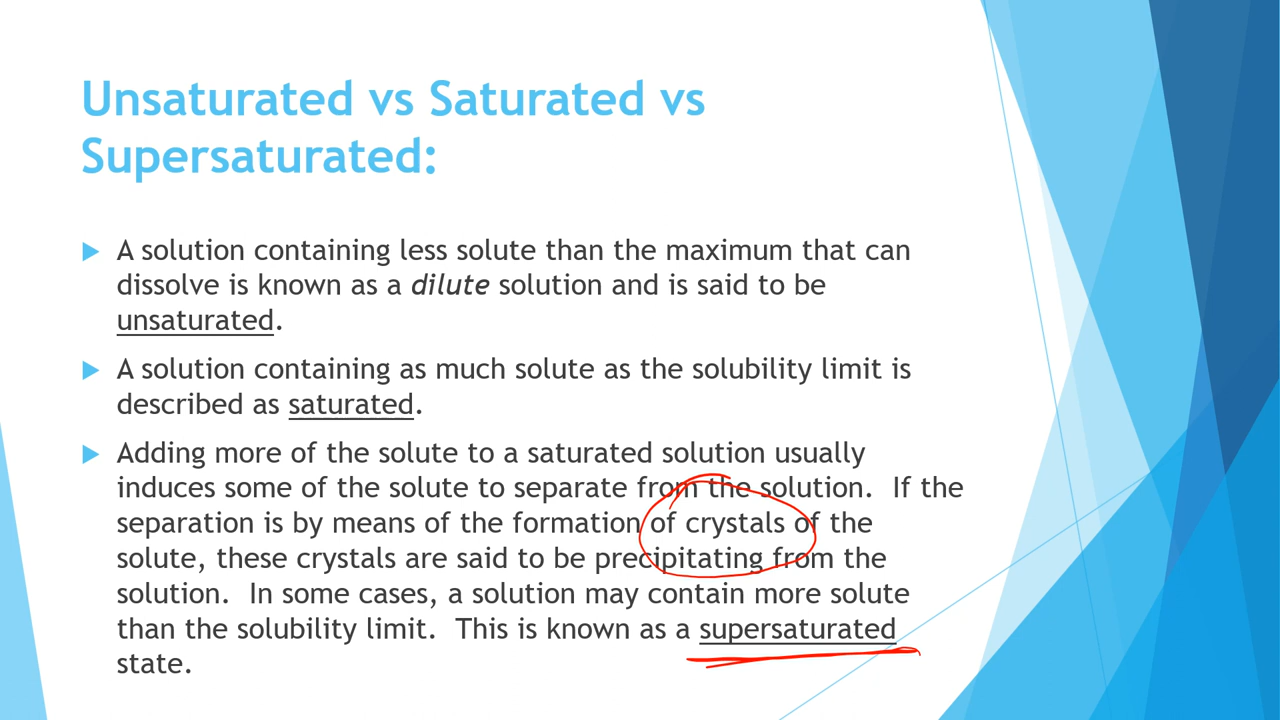 Unsaturated vs Saturated vs
Supersaturated:
A solution containing less solute than the maximum that can
dissolve is known as a dilute solution and is said to be
unsaturated.
A solution containing as much solute as the solubility limit is
described as saturated.
Adding more of the solute to a saturated solution usually
induces some of the solute to separate from the solution. If the
separation is by means of the formation of crystals of the
solute, these crystals are said to be precipitating from the
solution. In some cases, a solution may contain more solute
than the solubility limit. This is known as a supersaturated
state.